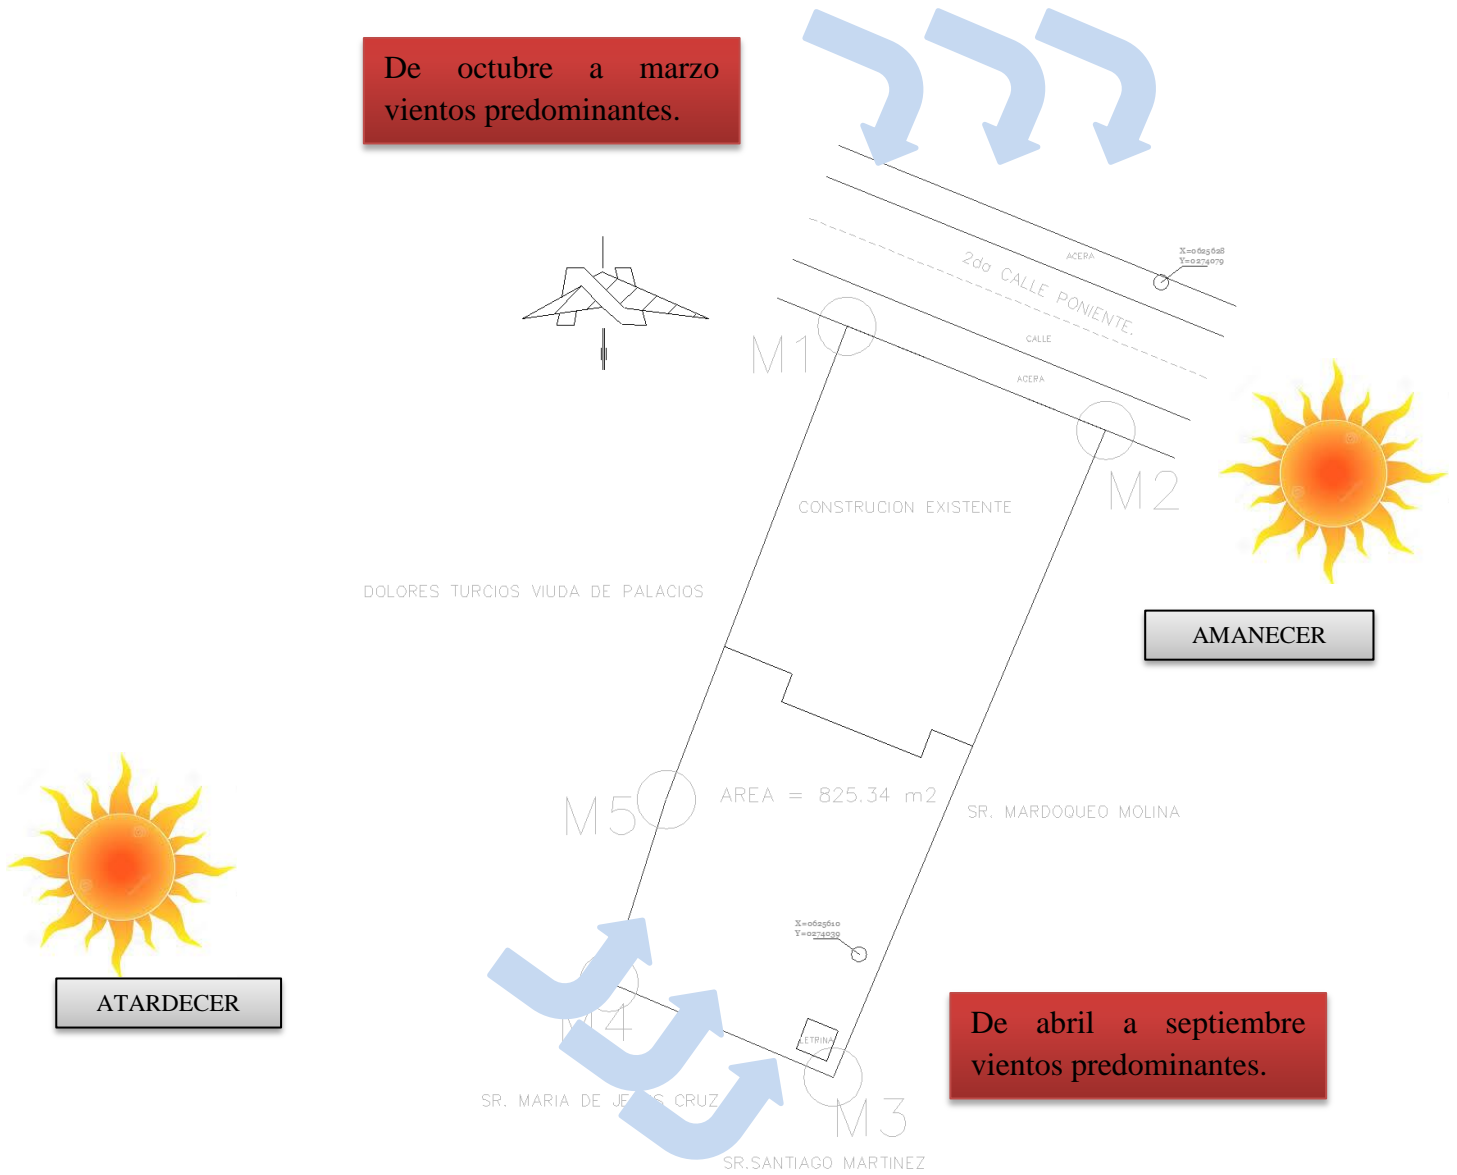 De octubre a marzo
vientos predominantes.
X=0625628
Y=0274079
ACERA
2da CALLE PONIENTE.
CALLE
ACERA
M1
M2
CONSTRUCION EXISTENTE
DOLORES TURCIOS VIUDA DE PALACIOS
AMANECER
M5
AREA = 825.34 m2
SR. MARDOQUEO MOLINA
X=0625610
Y=0274039
ATARDECER
M4
LETRINA
De abril a septiembre
vientos predominantes.
SR. MARIA DE JESUS CRUZ
M3
SR.SANTIAGO MARTINEZ